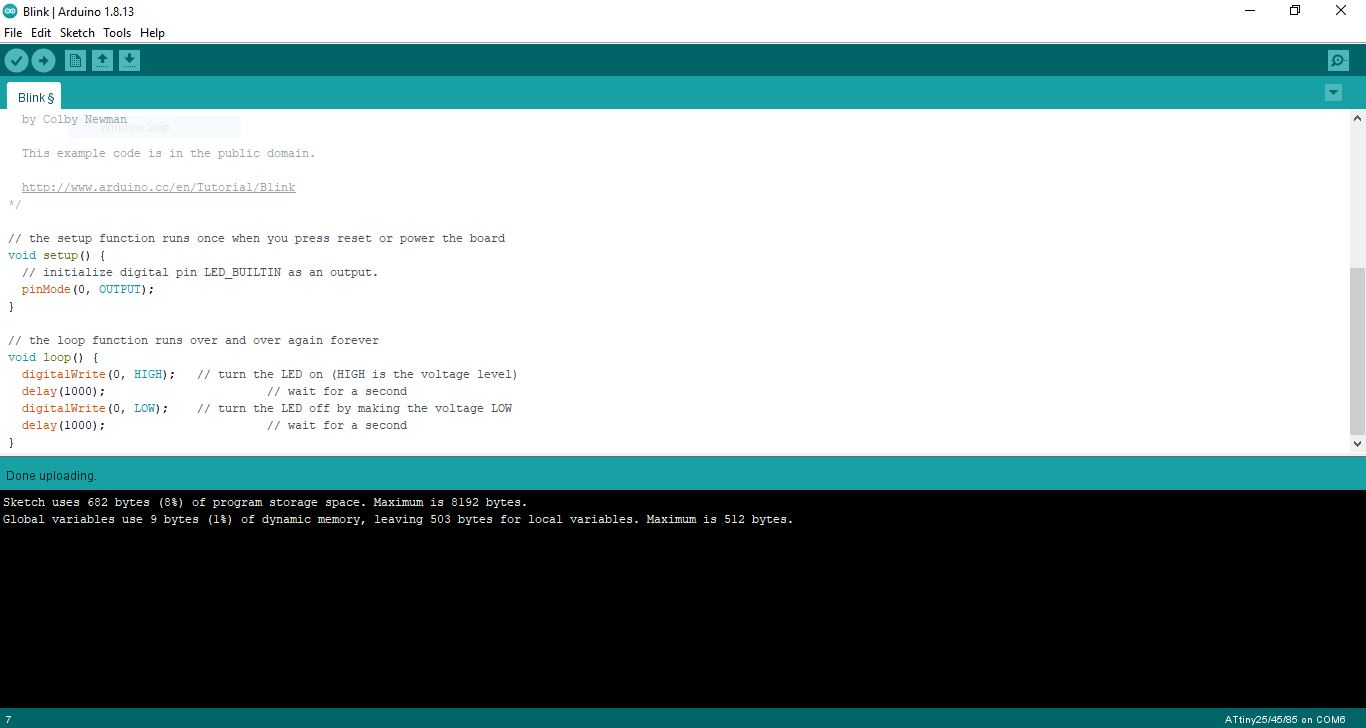 Blink | Arduino 1.8.13
File Edit Sketch Tools Help
Blink §
by Colby Newman
Window Snip
This example code is in the public domain.
http://www.arduino.cc/en/Tutorial/Blink
*/
// the setup function runs once when you press reset or power the board
void setup() {
// initialize digital pin LED_BUILTIN as an output.
pinMode(0, OUTPUT);
}
// the loop function runs over and over again forever
void loop() {
digitalWrite(0, HIGH);   // turn the LED on (HIGH is the voltage level)
delay(1000);                       // wait for a second
digitalWrite(0, LOW);    // turn the LED off by making the voltage LOW
delay(1000);                       // wait for a second
}
Done uploading.
Sketch uses 682 bytes (8%) of program storage space. Maximum is 8192 bytes.
Global variables use 9 bytes (1%) of dynamic memory, leaving 503 bytes for local variables. Maximum is 512 bytes.
7 ATtiny25/45/85 on COM6